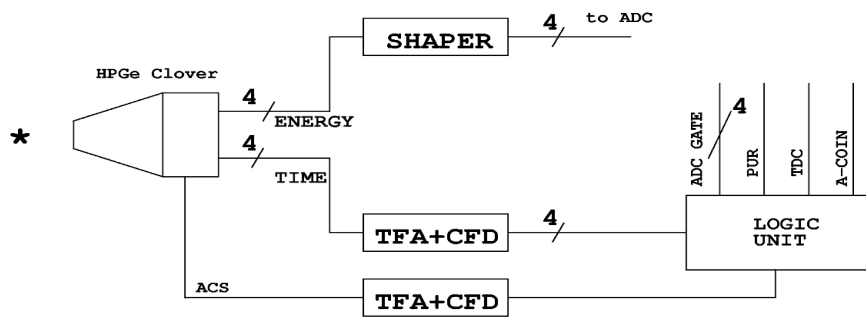 4
to ADC
SHAPER
HPGe Clover
4
ENERGY
*
4
TIME
ADC GATE
4
PUR
TDC
A-COIN
4
TFA+CFD
LOGIC
UNIT
ACS
TFA+CFD